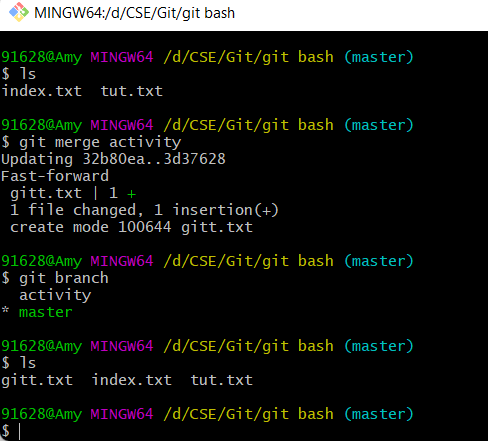 MINGW64:/d/CSE/Git/git bash
91628@Amy MINGW64 /d/CSE/Git/git bash (master)
$ ls
index.txt  tut.txt
91628@Amy MINGW64 /d/CSE/Git/git bash (master)
$ git merge activity
Updating 32b80ea..3d37628
Fast-forward
 gitt.txt | 1 +
 1 file changed, 1 insertion(+)
 create mode 100644 gitt.txt
91628@Amy MINGW64 /d/CSE/Git/git bash (master)
$ git branch
  activity
* master
91628@Amy MINGW64 /d/CSE/Git/git bash (master)
$ ls
gitt.txt  index.txt  tut.txt
91628@Amy MINGW64 /d/CSE/Git/git bash (master)
$